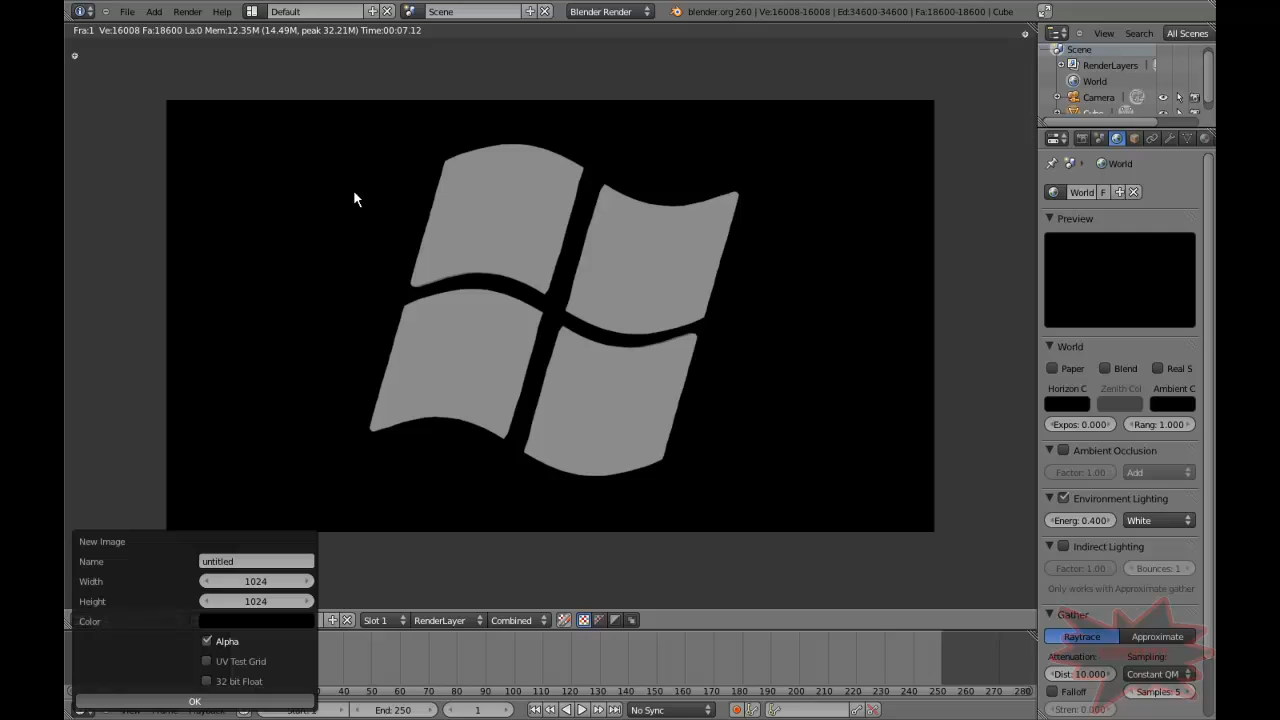 File Add Render Help Default Scene Blender Render blender.org 260 | Ve:16008-16008 | Ed:34600-34600 | Fa:18600-18600 | Cube
Fra:1 Ve:16008 Fa:18600 La:0 Mem:12.35M (14.49M, peak 32.21M) Time:00:07.12
View Search All Scenes
Scene
RenderLayers
World
Camera
World
World F
Preview
World
Paper Blend Real S
Horizon C Zenith Col Ambient C
Expos: 0.000 Rang: 1.000
Ambient Occlusion
Factor: 1.00 Add
Environment Lighting
Energ: 0.400 White
Indirect Lighting
Factor: 1.00 Bounces: 1
Only works with Approximate gather
Gather
Raytrace Approximate
Attenuation: Sampling:
Dist: 10.000 Constant QM
Falloff Samples: 5
Stren: 0.00
New Image
Name untitled
Width 1024
Height 1024
Color
Alpha
UV Test Grid
32 bit Float
OK
Slot 1 RenderLayer Combined
40 50 60 70 80 90 100 110 120 130 140 150 160 170 180 190 200 210 220 230 240 250 260 270 280
End: 250 1 No Sync